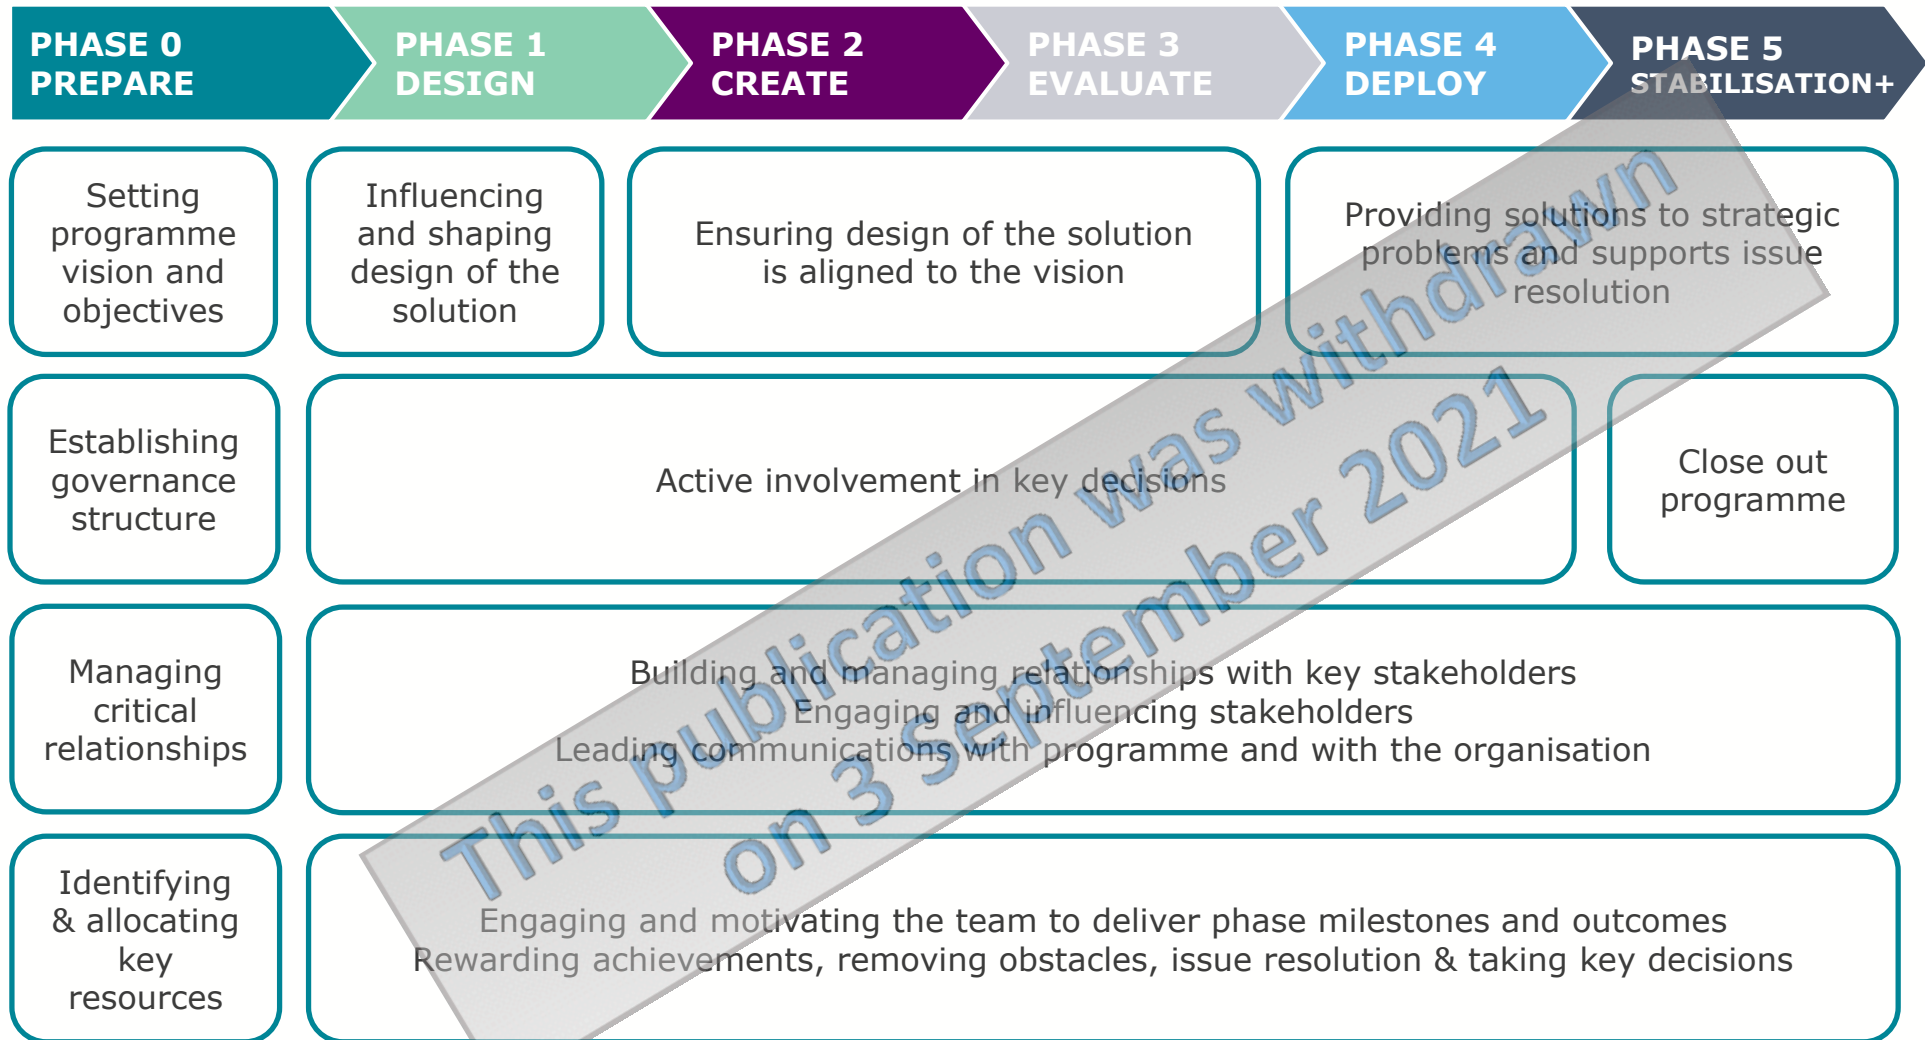 PHASE 0
PREPARE
PHASE 1
DESIGN
PHASE 2
CREATE
PHASE 3
EVALUATE
PHASE 4
DEPLOY
PHASE 5
STABILISATION+
Setting
programme
vision and
objectives
Influencing
and shaping
design of the
solution
Ensuring design of the solution
is aligned to the vision
Providing solutions to strategic
problems and supports issue
resolution
Establishing
governance
structure
Active involvement in key decisions
Close out
programme
Managing
critical
relationships
Building and managing relationships with key stakeholders
Engaging and influencing stakeholders
Leading communications with programme and with the organisation
Identifying
& allocating
key
resources
Engaging and motivating the team to deliver phase milestones and outcomes
Rewarding achievements, removing obstacles, issue resolution & taking key decisions
This publication was withdrawn
on 3 September 2021